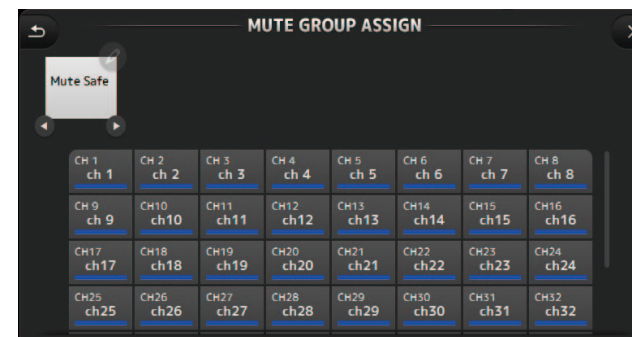 MUTE GROUP ASSIGN
Mute Safe
CH 1 CH 2 CH 3 CH 4 CH 5 CH 6 CH 7 CH 8
ch 1 ch 2 ch 3 ch 4 ch 5 ch 6 ch 7 ch 8
CH 9 CH10 CH11 CH12 CH13 CH14 CH15 CH16
ch 9 ch10 ch11 ch12 ch13 ch14 ch15 ch16
CH17 CH18 CH19 CH20 CH21 CH22 CH23 CH24
ch17 ch18 ch19 ch20 ch21 ch22 ch23 ch24
CH25 CH26 CH27 CH28 CH29 CH30 CH31 CH32
ch25 ch26 ch27 ch28 ch29 ch30 ch31 ch32